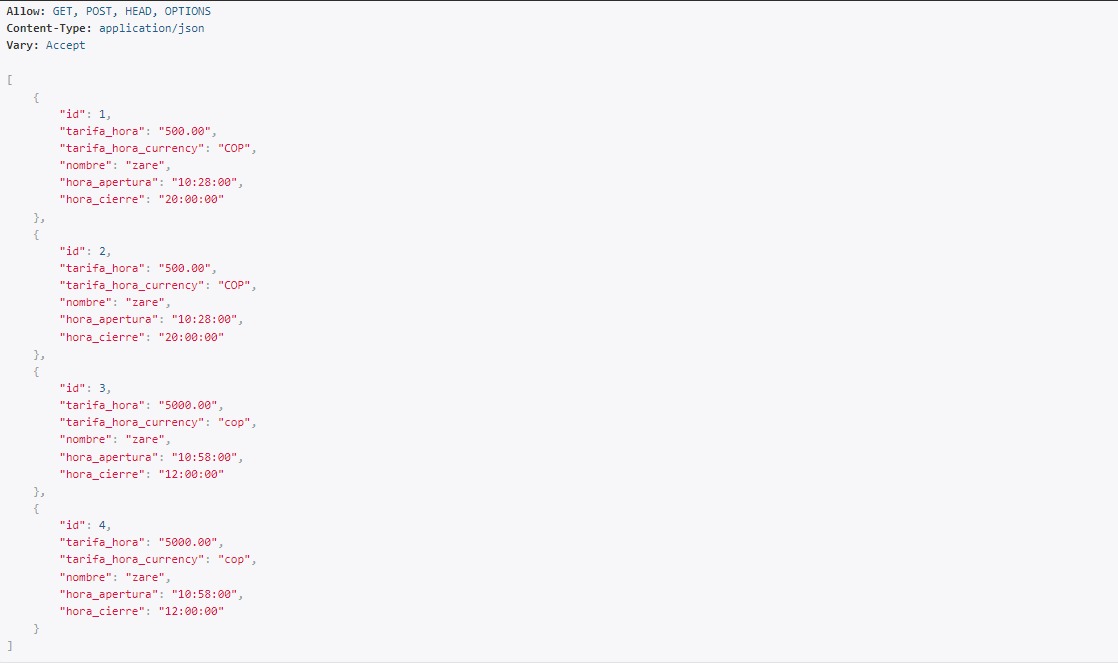 Allow: GET, POST, HEAD, OPTIONS
Content-Type: application/json
Vary: Accept
[
{
"id": 1,
"tarifa_hora": "500.00",
"tarifa_hora_currency": "COP",
"nombre": "zare",
"hora_apertura": "10:28:00",
"hora_cierre": "20:00:00"
},
{
"id": 2,
"tarifa_hora": "500.00",
"tarifa_hora_currency": "COP",
"nombre": "zare",
"hora_apertura": "10:28:00",
"hora_cierre": "20:00:00"
},
{
"id": 3,
"tarifa_hora": "5000.00",
"tarifa_hora_currency": "cop",
"nombre": "zare",
"hora_apertura": "10:58:00",
"hora_cierre": "12:00:00"
},
{
"id": 4,
"tarifa_hora": "5000.00",
"tarifa_hora_currency": "cop",
"nombre": "zare",
"hora_apertura": "10:58:00",
"hora_cierre": "12:00:00"
}
]